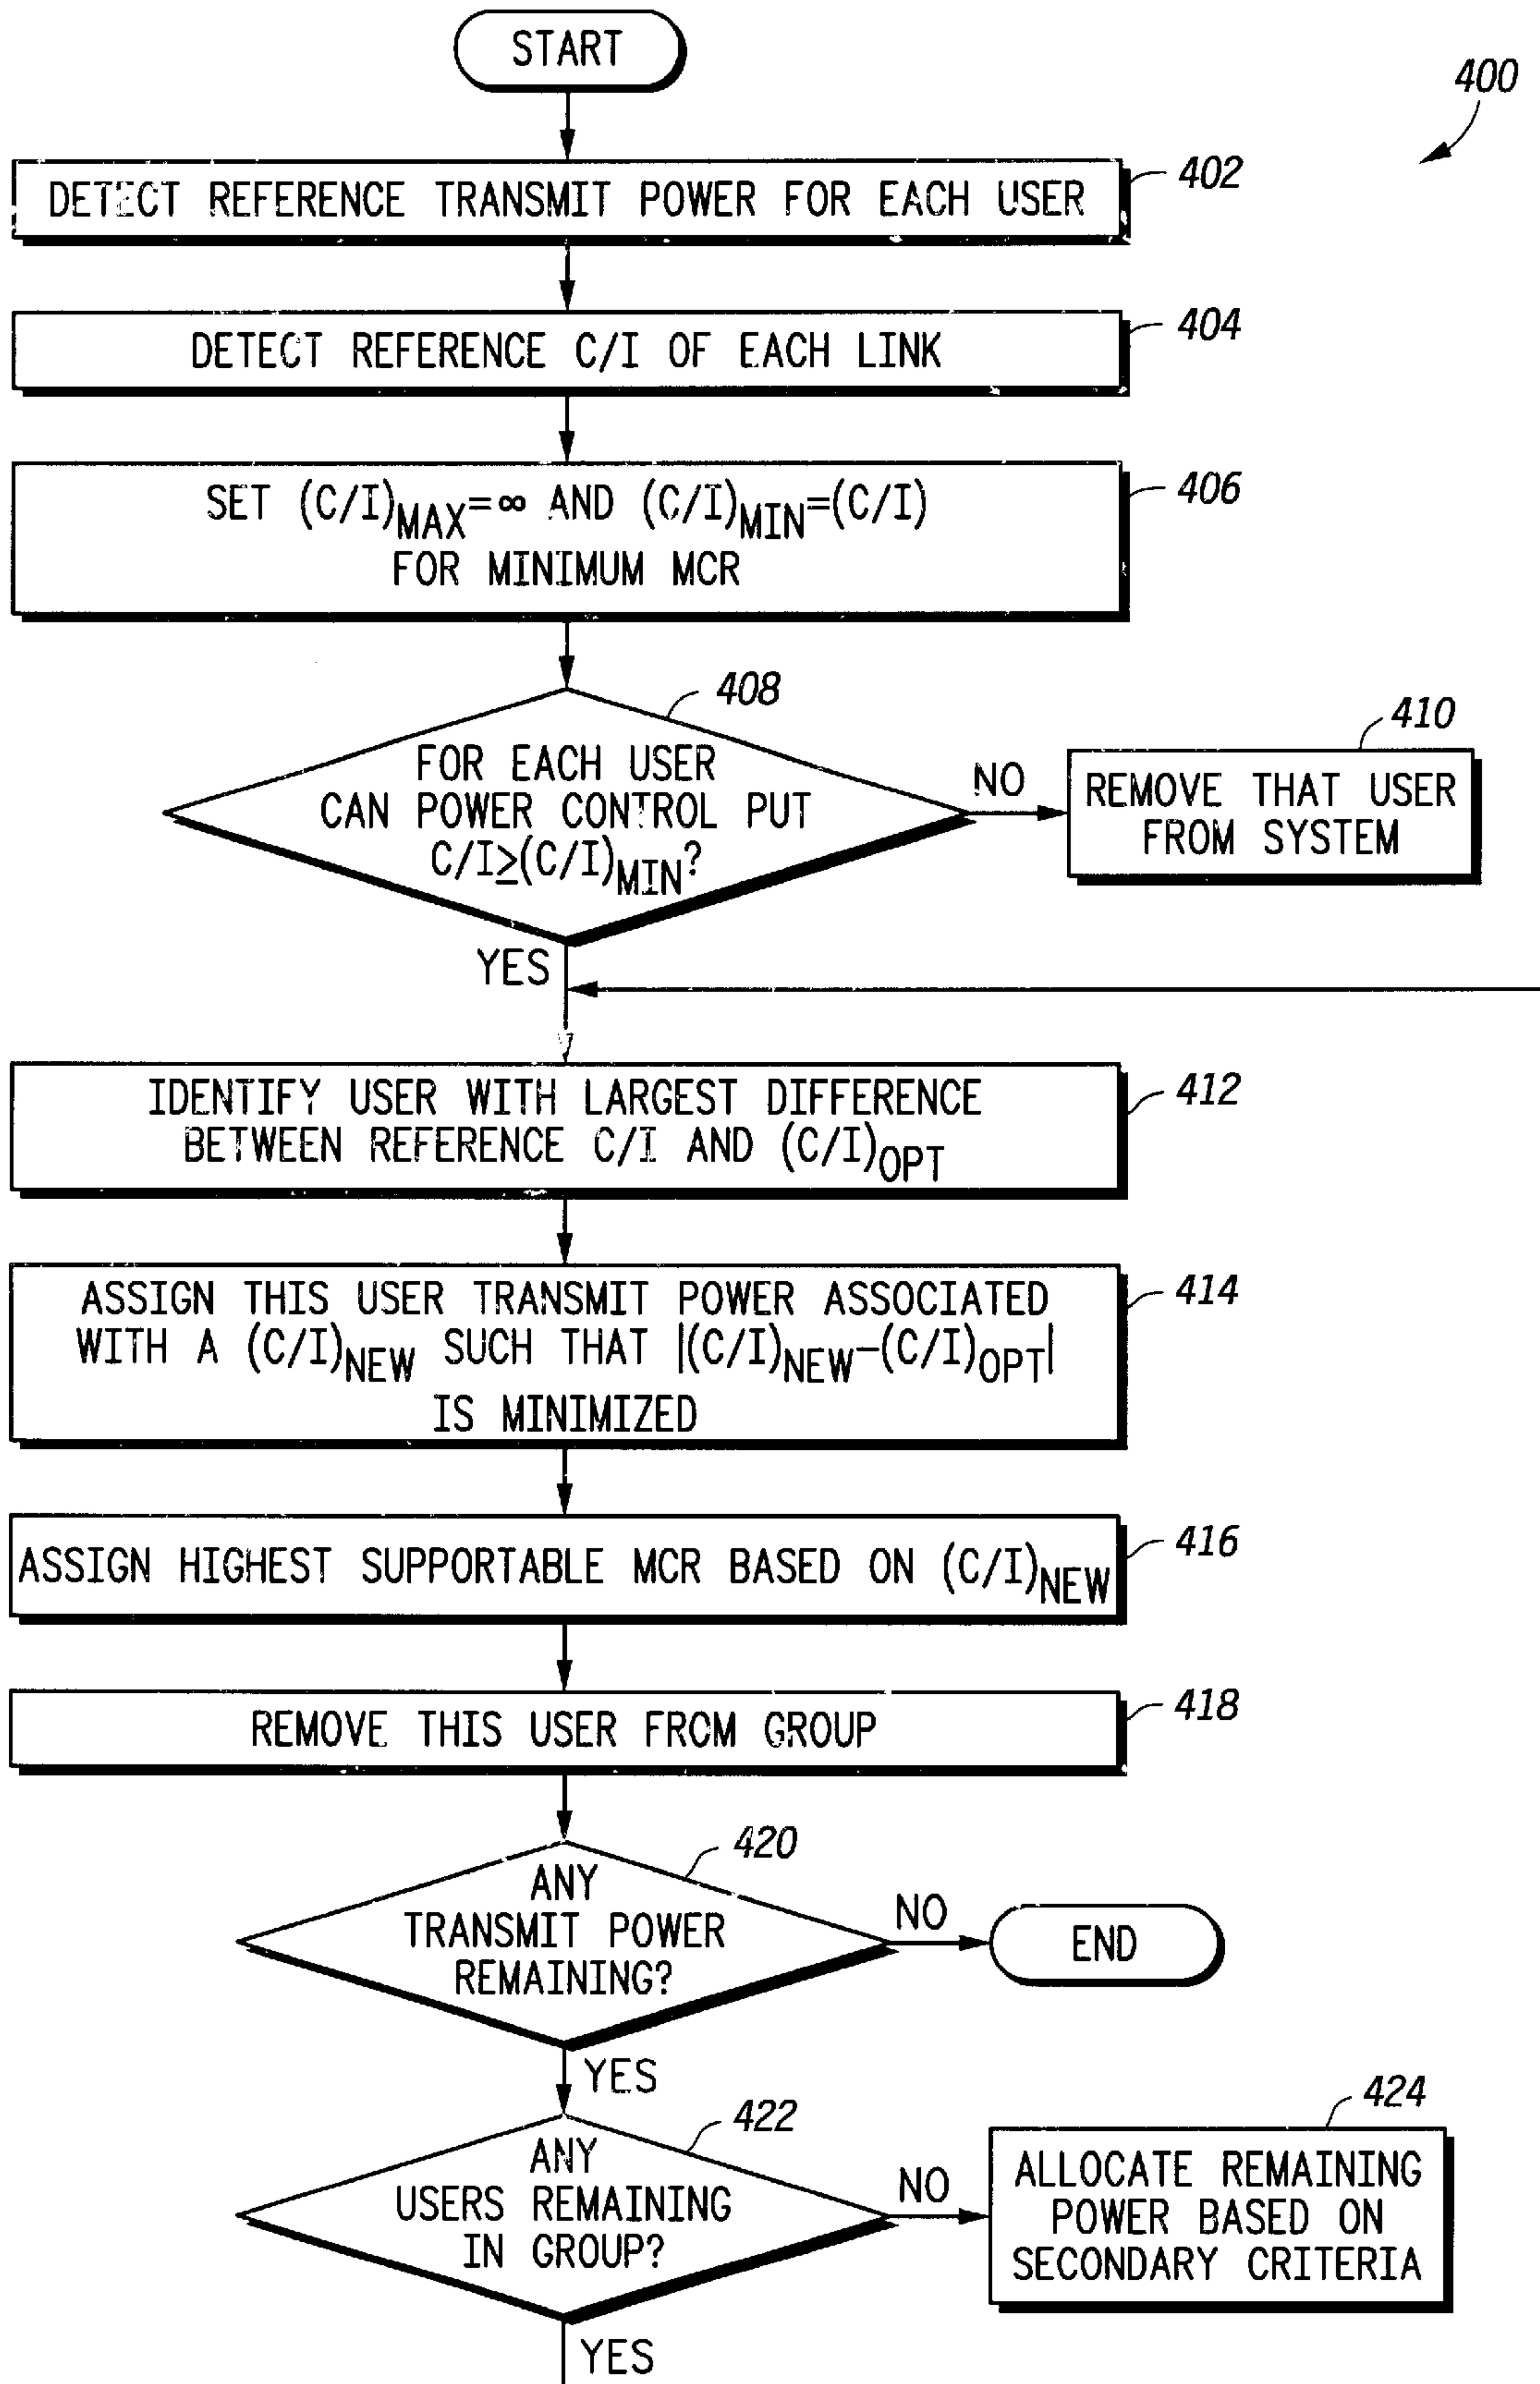 START
400
DETECT REFERENCE TRANSMIT POWER FOR EACH USER
402
DETECT REFERENCE C/I OF EACH LINK
404
SET (C/I)MAX=∞ AND (C/I)MIN=(C/I)
FOR MINIMUM MCR
406
408
FOR EACH USER
CAN POWER CONTROL PUT
C/I≥(C/I)MIN?
NO
410
REMOVE THAT USER
FROM SYSTEM
YES
IDENTIFY USER WITH LARGEST DIFFERENCE
BETWEEN REFERENCE C/I AND (C/I)OPT
412
ASSIGN THIS USER TRANSMIT POWER ASSOCIATED
WITH A (C/I)NEW SUCH THAT |(C/I)NEW-(C/I)OPT|
IS MINIMIZED
414
ASSIGN HIGHEST SUPPORTABLE MCR BASED ON (C/I)NEW
416
REMOVE THIS USER FROM GROUP
418
420
ANY
TRANSMIT POWER
REMAINING?
NO
END
YES
422
ANY
USERS REMAINING
IN GROUP?
NO
424
ALLOCATE REMAINING
POWER BASED ON
SECONDARY CRITERIA
YES